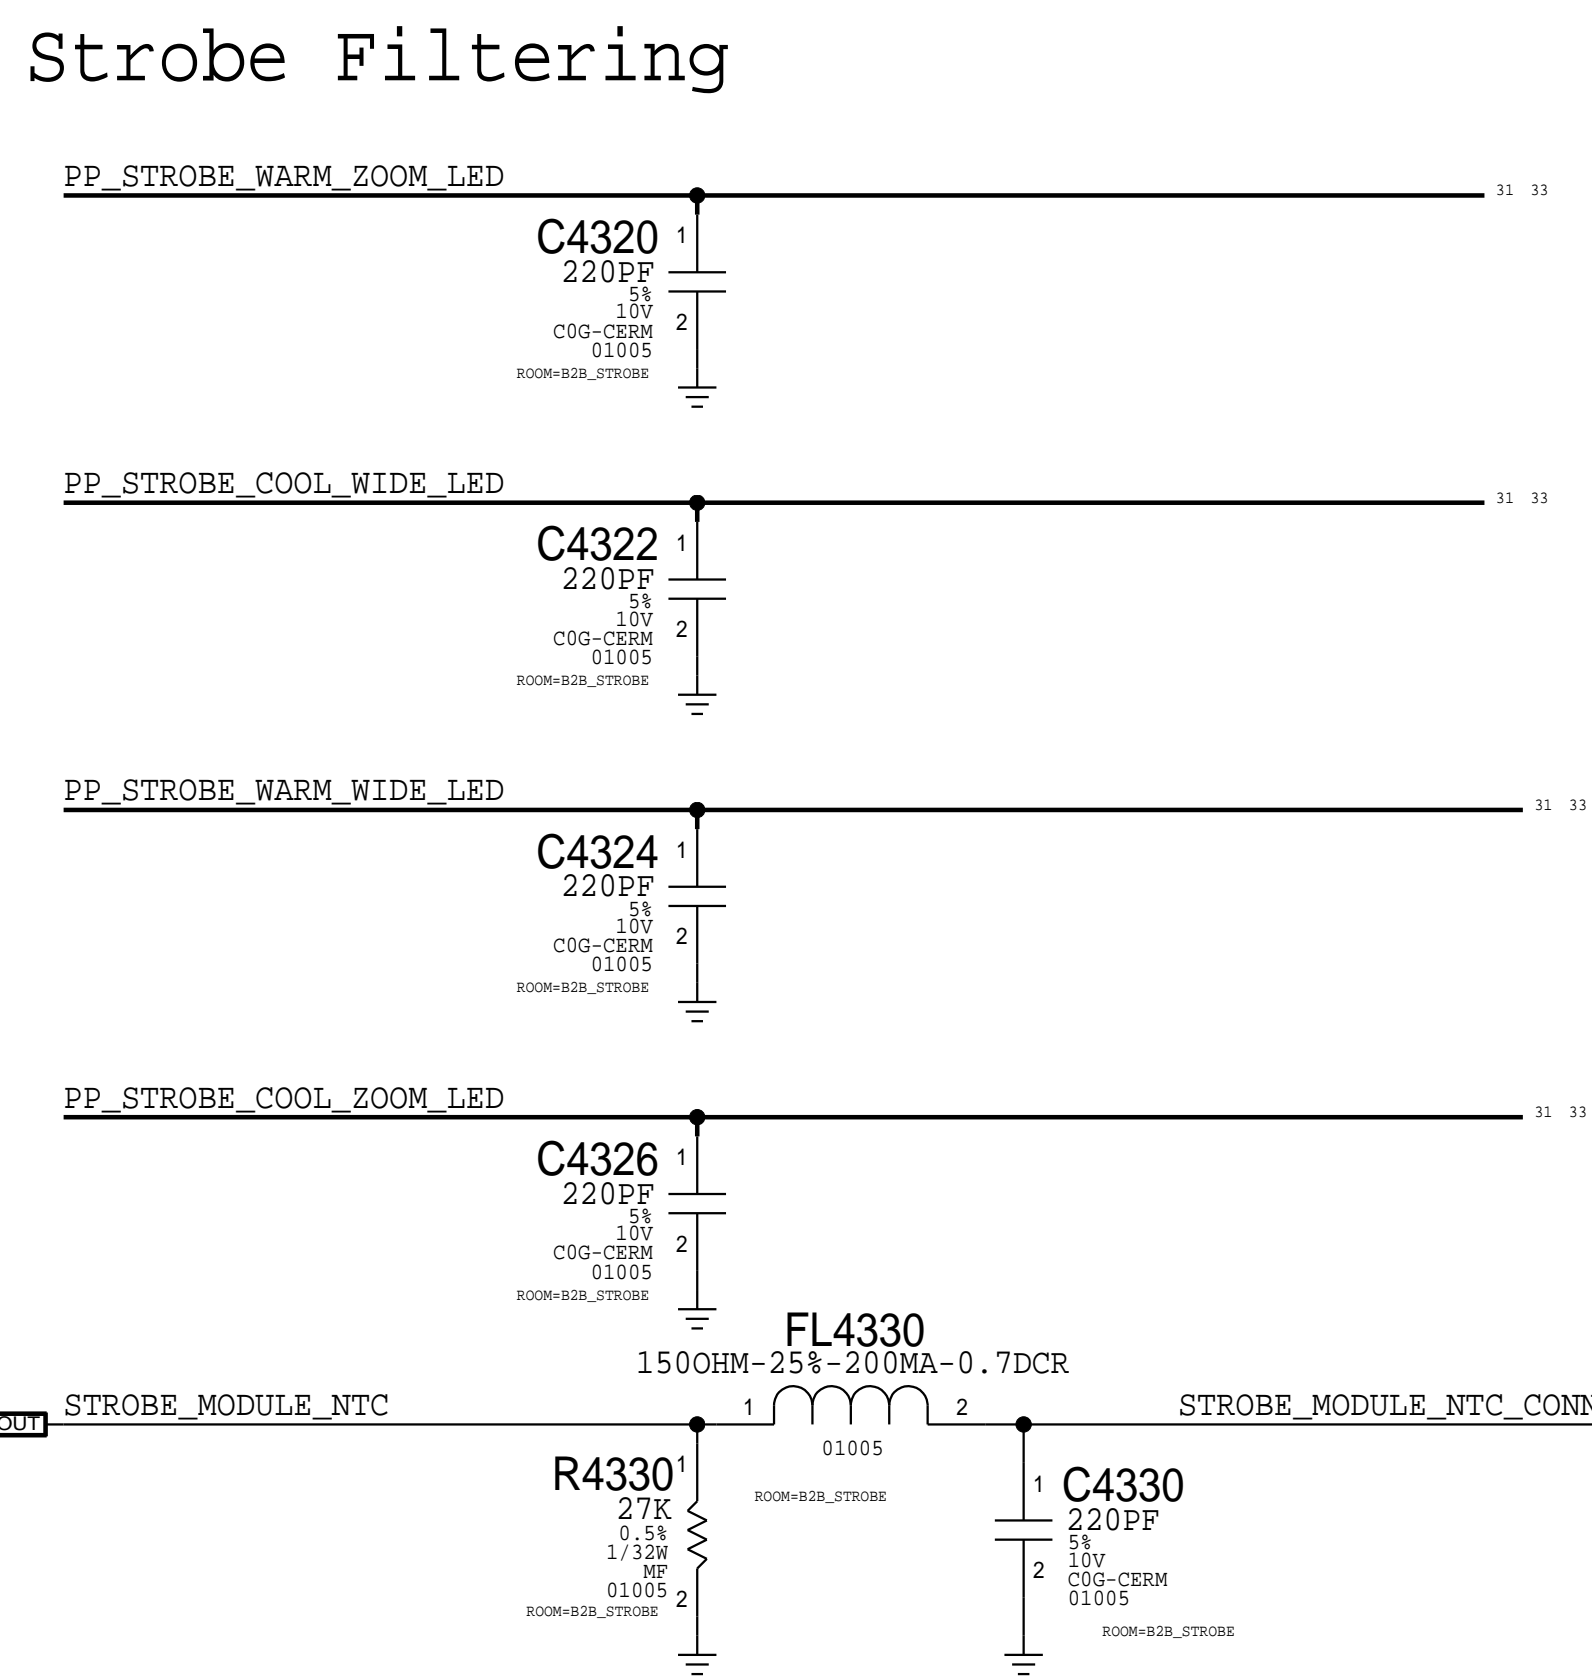 Strobe Filtering
PP_STROBE_WARM_ZOOM_LED
31 33
C4320 1
220PF
5%
10V
2
C0G-CERM
01005
ROOM=B2B_STROBE
PP_STROBE_COOL_WIDE_LED
31 33
C4322 1
220PF
5%
10V
2
C0G-CERM
01005
ROOM=B2B_STROBE
PP_STROBE_WARM_WIDE_LED
31 33
C4324 1
220PF
5%
10V
2
C0G-CERM
01005
ROOM=B2B_STROBE
PP_STROBE_COOL_ZOOM_LED
31 33
C4326 1
220PF
5%
10V
2
C0G-CERM
01005
ROOM=B2B_STROBE
FL4330
150OHM-25%-200MA-0.7DCR
OUT STROBE_MODULE_NTC
1 2
STROBE_MODULE_NTC_CONN
01005
ROOM=B2B_STROBE
R4330 1
27K
0.5%
1/32W
MF
01005 2
ROOM=B2B_STROBE
1 C4330
220PF
5%
10V
2
C0G-CERM
01005
ROOM=B2B_STROBE